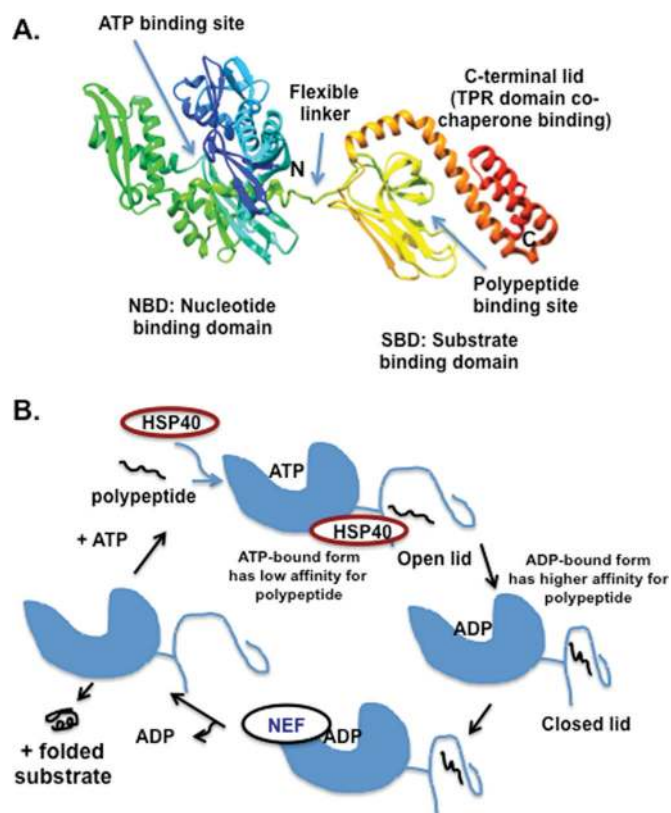 A.
ATP binding site
Flexible
linker
C-terminal lid
(TPR domain co-
chaperone binding)
N
C
NBD: Nucleotide
binding domain
Polypeptide
binding site
SBD: Substrate
binding domain
B.
HSP40
polypeptide
+ ATP
ATP
HSP40
ATP-bound form
has low affinity for
polypeptide
Open lid
ADP-bound form
has higher affinity for
polypeptide
ADP
Closed lid
NEF
ADP
ADP
+ folded
substrate